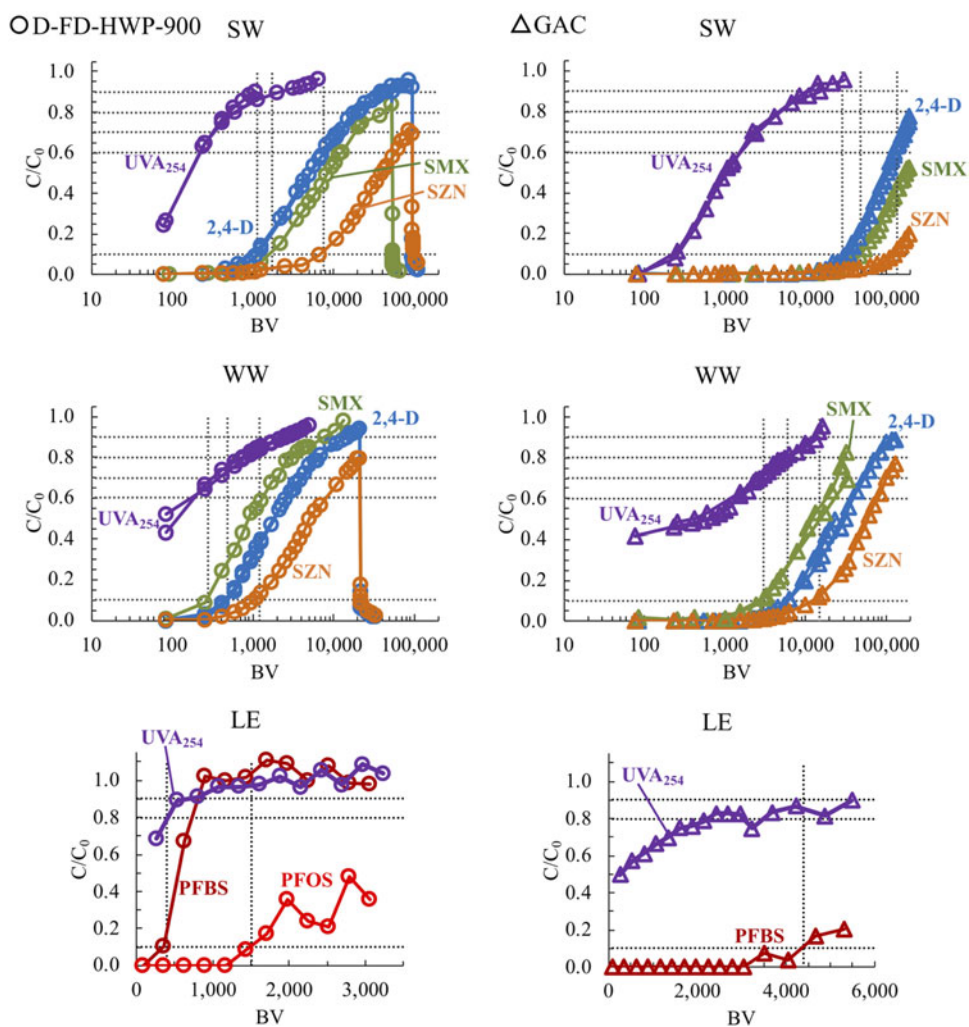 ○ D-FD-HWP-900
SW
C/C₀
1.0
0.8
0.6
0.4
0.2
0.0
UVA₂₅₄
2,4-D
SMX
SZN
10
100
1,000
10,000
100,000
BV
△ GAC
SW
C/C₀
1.0
0.8
0.6
0.4
0.2
0.0
UVA₂₅₄
2,4-D
SMX
SZN
10
100
1,000
10,000
100,000
BV
WW
C/C₀
1.0
0.8
0.6
0.4
0.2
0.0
SMX
2,4-D
UVA₂₅₄
SZN
10
100
1,000
10,000
100,000
BV
WW
C/C₀
1.0
0.8
0.6
0.4
0.2
0.0
SMX
2,4-D
UVA₂₅₄
SZN
10
100
1,000
10,000
100,000
BV
LE
C/C₀
UVA₂₅₄
1.0
0.8
0.6
0.4
0.2
0.0
PFBS
PFOS
0
1,000
2,000
3,000
BV
LE
C/C₀
1.0
0.8
0.6
0.4
0.2
0.0
UVA₂₅₄
PFBS
0
2,000
4,000
6,000
BV